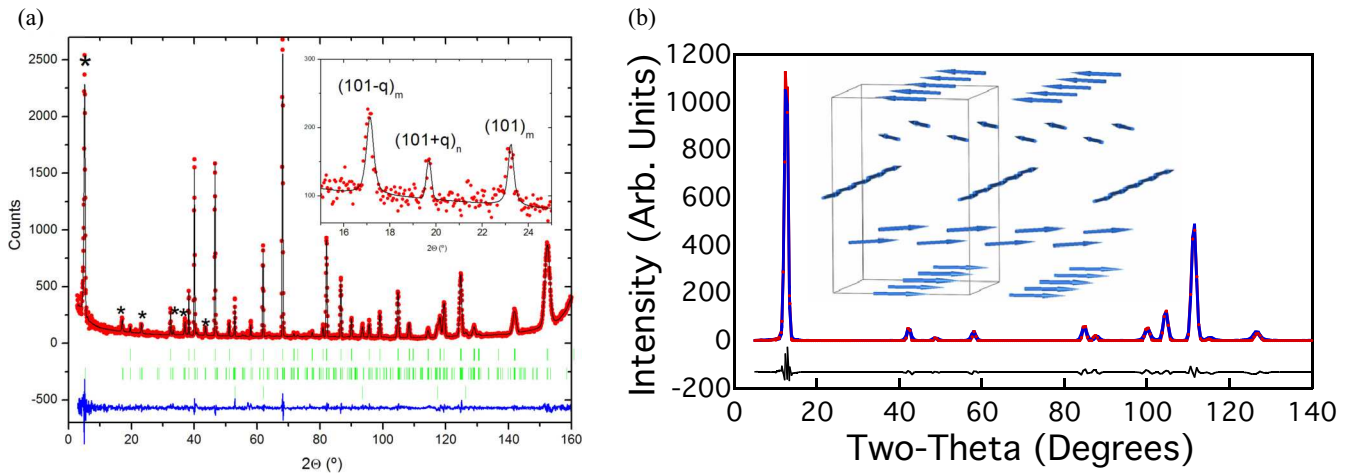 (a)
2500
2000
1500
1000
500
0
-500
Counts
0 20 40 60 80 100 120 140 160
2Θ (º)
*
* * * * *
300
200
100
(101-q)m
(101+q)n
(101)m
16 18 20 22 24
2Θ (º)
(b)
1200
1000
800
600
400
200
0
-200
Intensity (Arb. Units)
0 20 40 60 80 100 120 140
Two-Theta (Degrees)